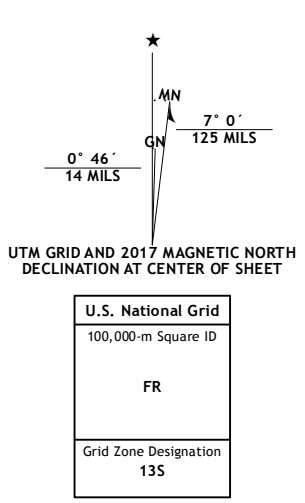 ★
MN
GN
7° 0´
125 MILS
0° 46´
14 MILS
UTM GRID AND 2017 MAGNETIC NORTH
DECLINATION AT CENTER OF SHEET
U.S. National Grid
100,000-m Square ID
FR
Grid Zone Designation
13S